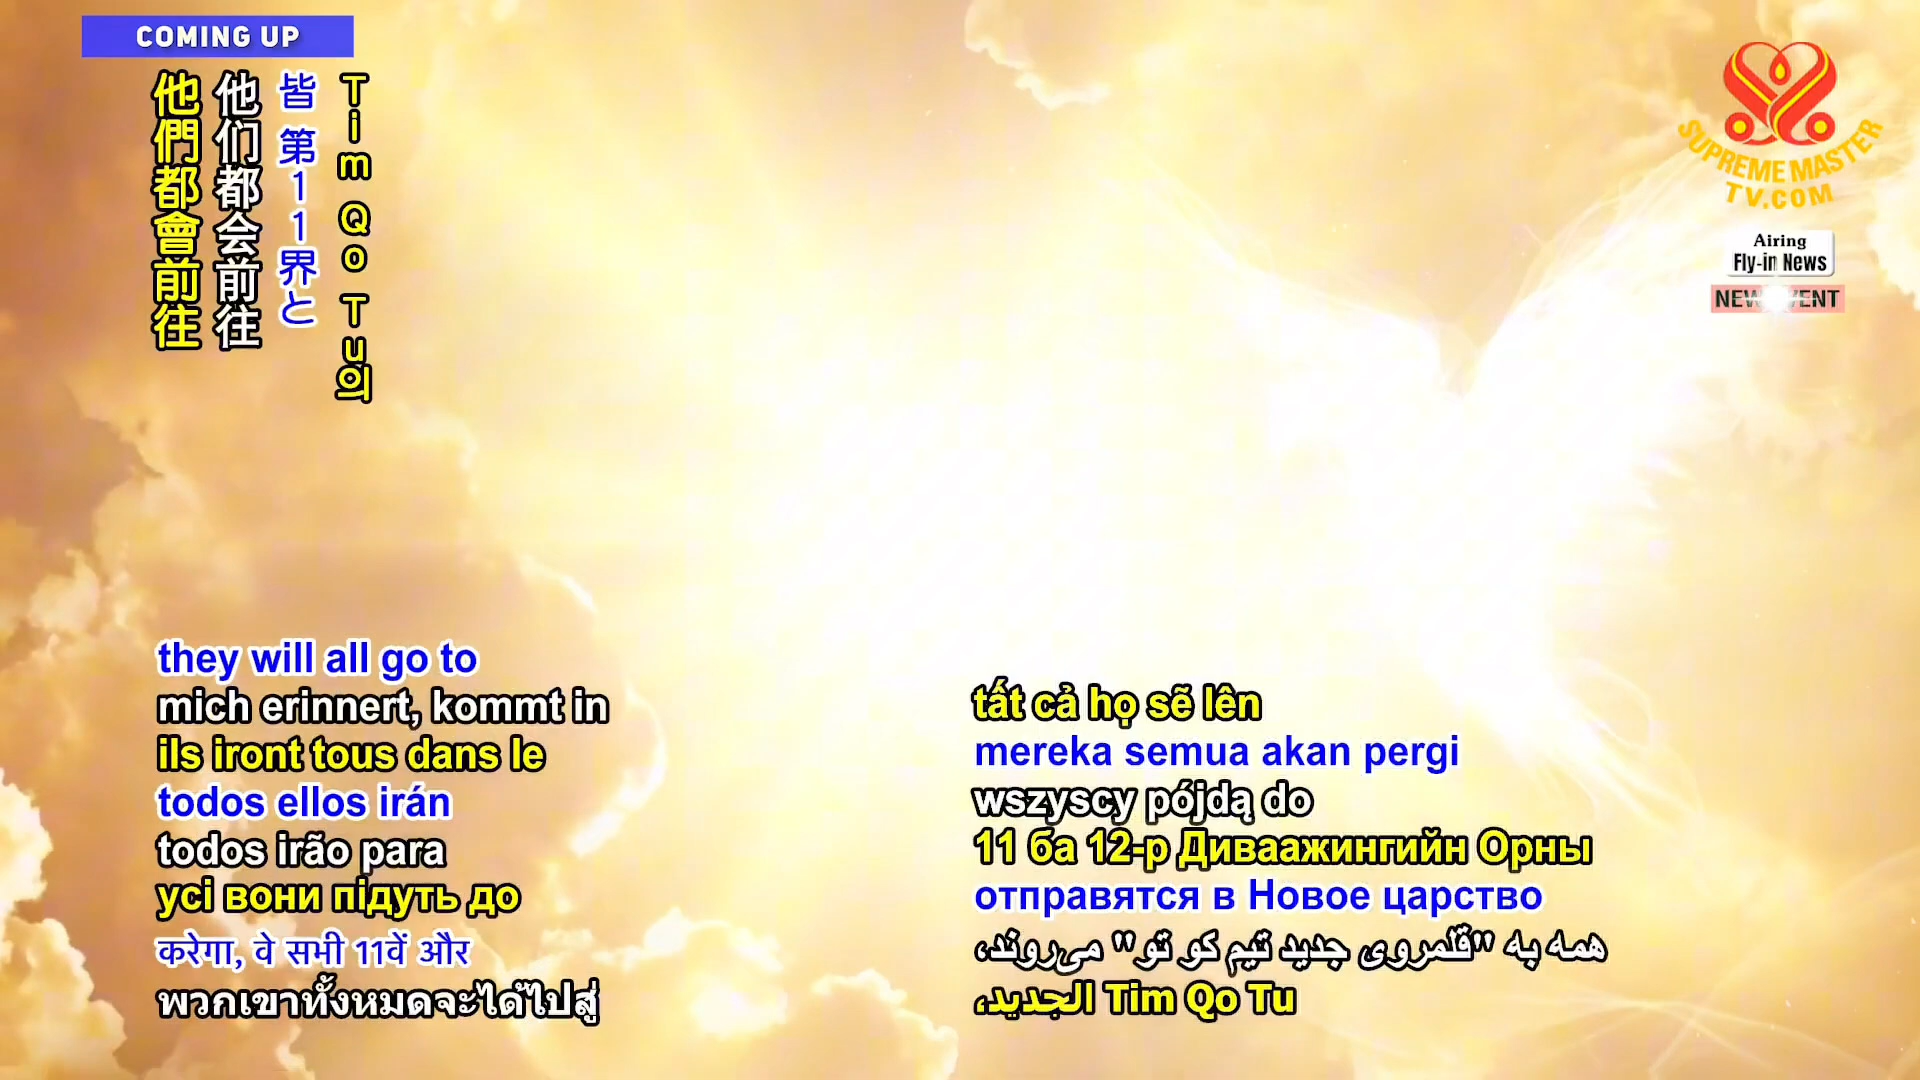 COMING UP
他們都會前往
他们都会前往
皆 第11界と
Tim Qo Tu의
SUPREME MASTER
TV.COM
Airing
Fly-in News
they will all go to
mich erinnert, kommt in
ils iront tous dans le
todos ellos irán
todos irão para
усі вони підуть до
करेगा, वे सभी 11वें और
พวกเขาทั้งหมดจะได้ไปสู่
tất cả họ sẽ lên
mereka semua akan pergi
wszyscy pójdą do
11 ба 12-р Диваажингийн Орны
отправятся в Новое царство
همه به "قلمروی جدید تیم کو تو" می‌روند،
Tim Qo Tu الجديد،